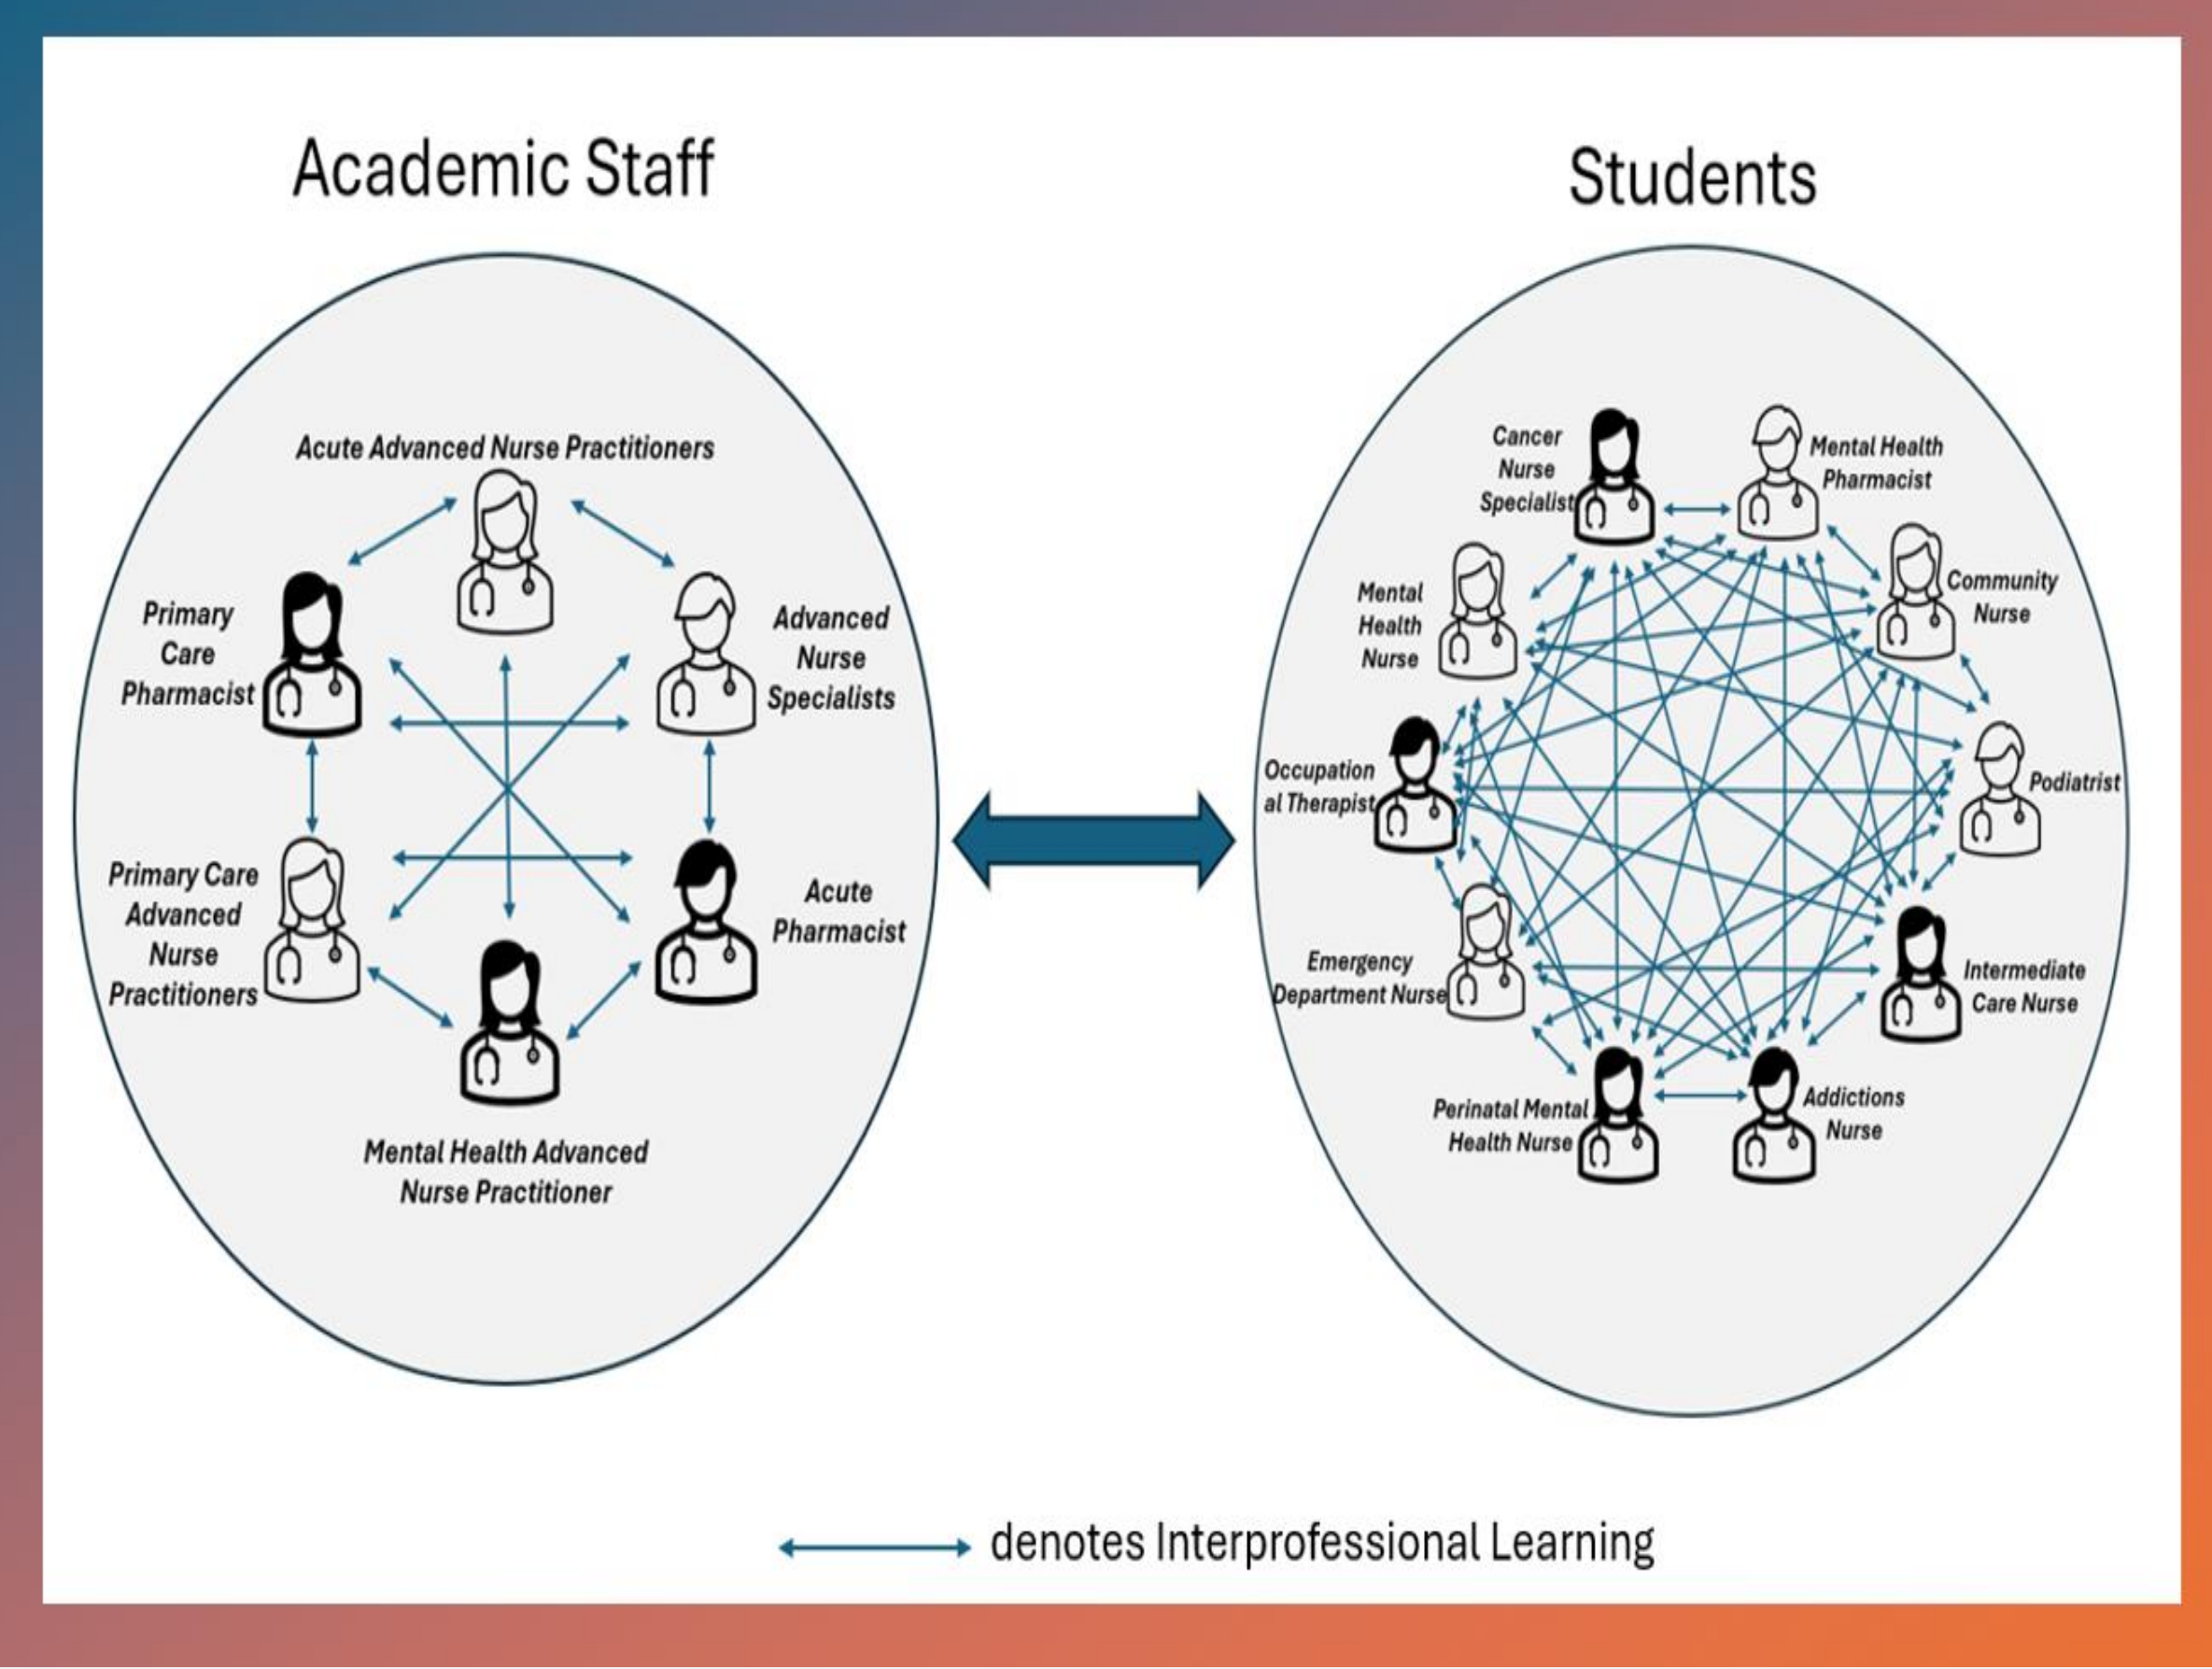 Academic Staff
Students
Acute Advanced Nurse Practitioners
Primary
Care
Pharmacist
Advanced
Nurse
Specialists
Primary Care
Advanced
Nurse
Practitioners
Acute
Pharmacist
Mental Health Advanced
Nurse Practitioner
Cancer
Nurse
Specialist
Mental Health
Pharmacist
Mental
Health
Nurse
Community
Nurse
Occupation
al Therapist
Podiatrist
Emergency
Department Nurse
Intermediate
Care Nurse
Perinatal Mental
Health Nurse
Addictions
Nurse
denotes Interprofessional Learning